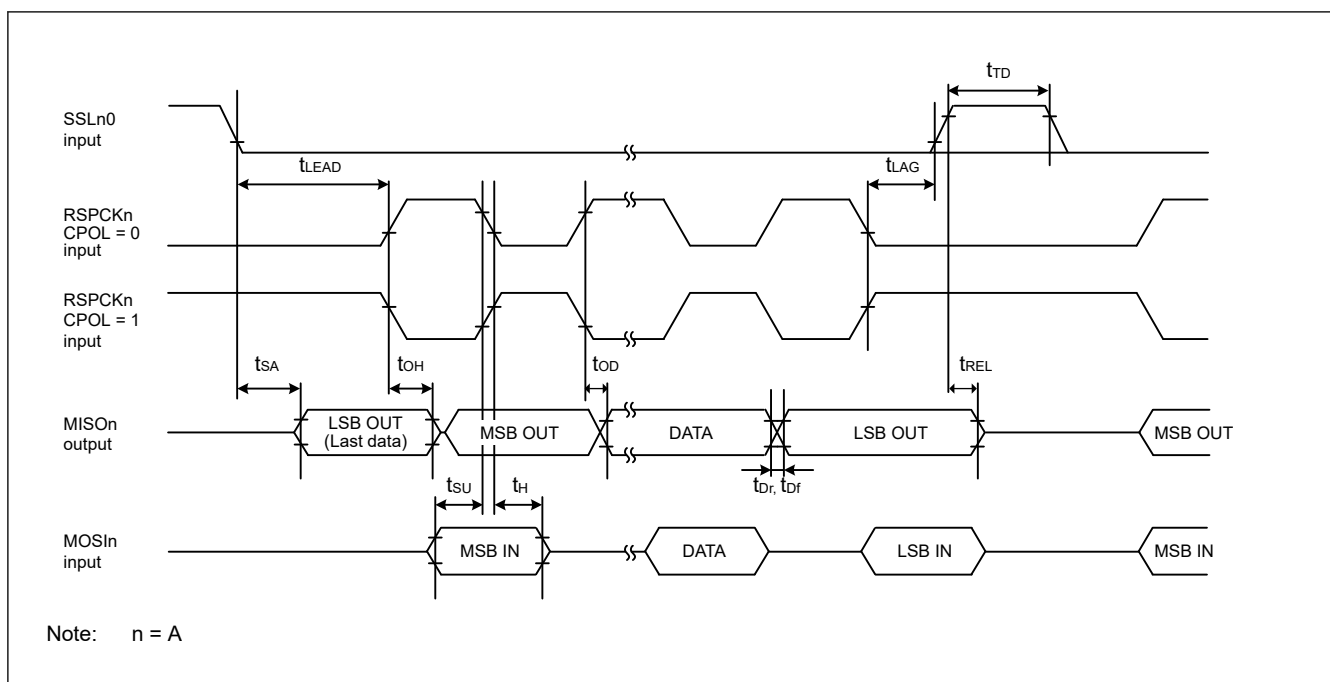 tTD
SSLn0
input
tLEAD
tLAG
RSPCKn
CPOL = 0
input
RSPCKn
CPOL = 1
input
tSA
tOH
tOD
tREL
MISOn
output
LSB OUT
(Last data)
MSB OUT
DATA
LSB OUT
MSB OUT
tSU
tH
tDr, tDf
MOSIn
input
MSB IN
DATA
LSB IN
MSB IN
Note: n = A